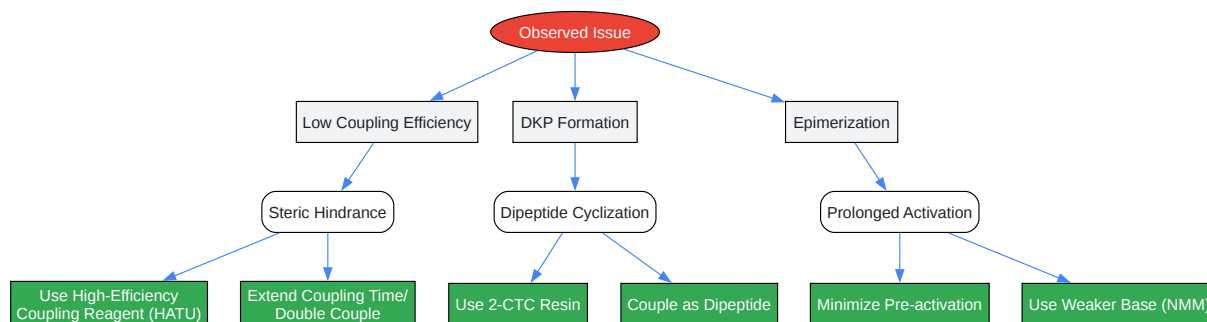 Observed Issue
Low Coupling Efficiency
DKP Formation
Epimerization
Steric Hindrance
Dipeptide Cyclization
Prolonged Activation
Use High-Efficiency
Coupling Reagent (HATU)
Extend Coupling Time/
Double Couple
Use 2-CTC Resin
Couple as Dipeptide
Minimize Pre-activation
Use Weaker Base (NMM)